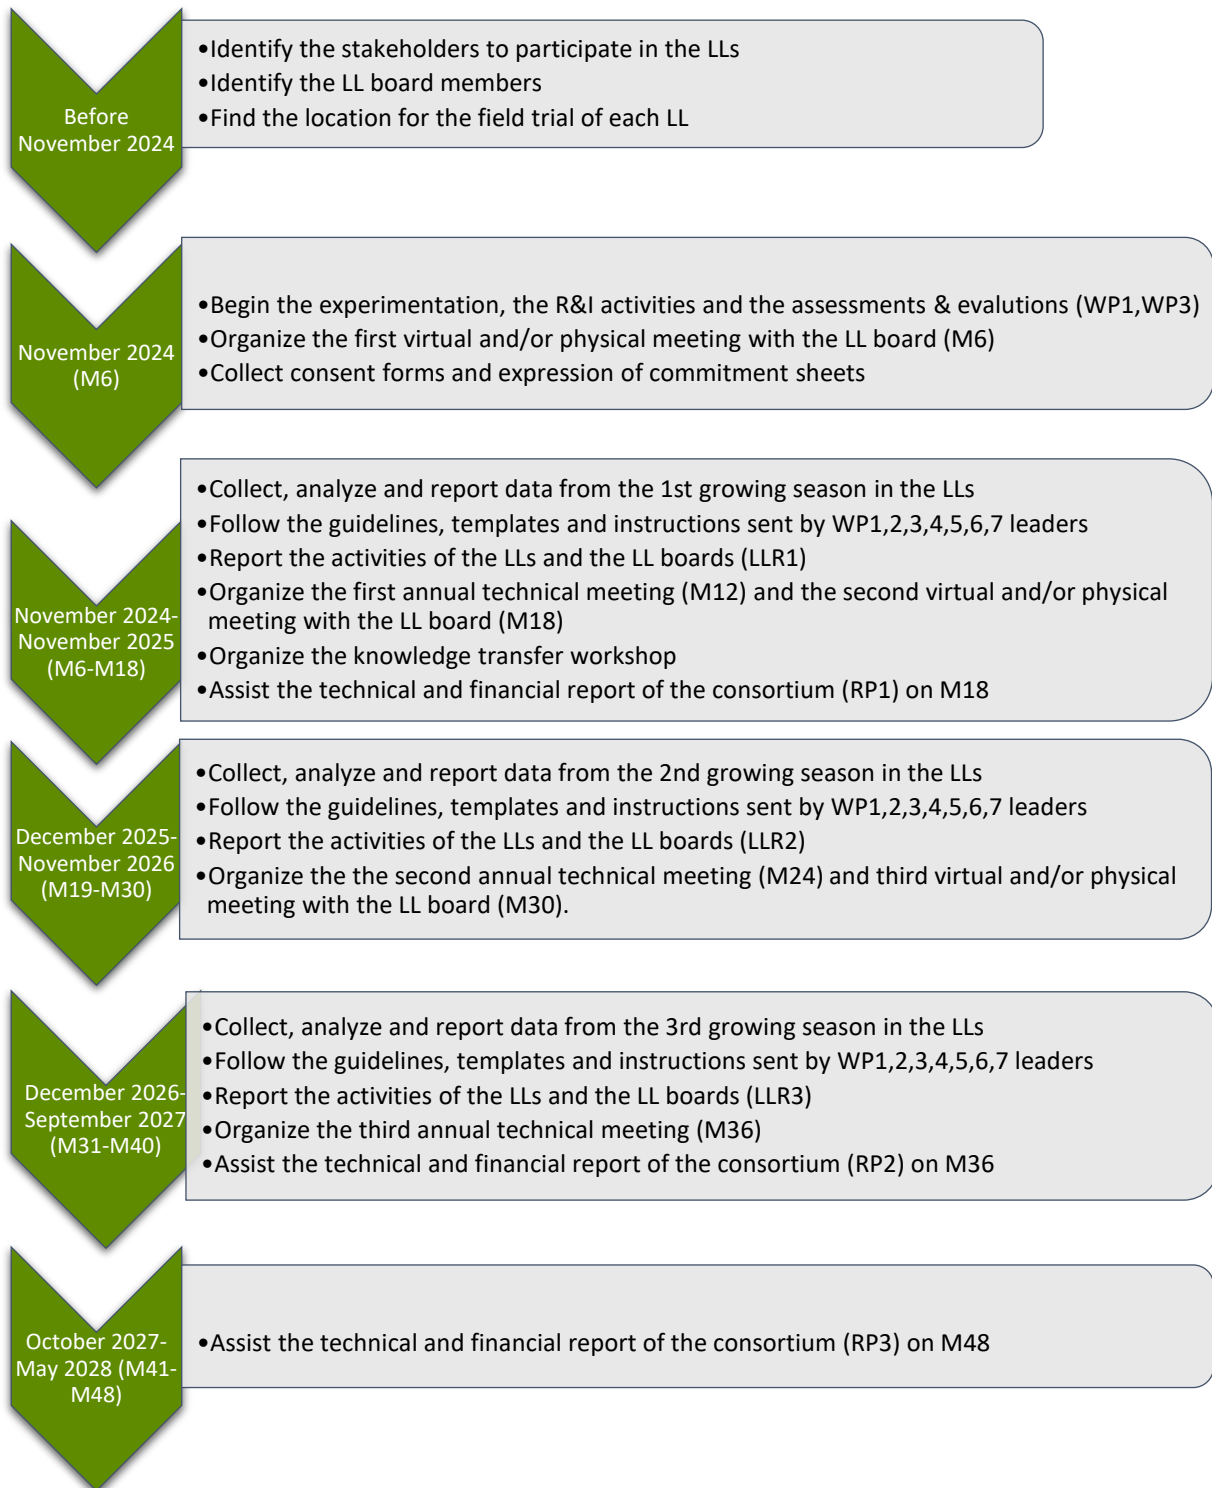 Before
November 2024
•Identify the stakeholders to participate in the LLs
•Identify the LL board members
•Find the location for the field trial of each LL
November 2024
(M6)
•Begin the experimentation, the R&I activities and the assessments & evalutions (WP1,WP3)
•Organize the first virtual and/or physical meeting with the LL board (M6)
•Collect consent forms and expression of commitment sheets
November 2024-
November 2025
(M6-M18)
•Collect, analyze and report data from the 1st growing season in the LLs
•Follow the guidelines, templates and instructions sent by WP1,2,3,4,5,6,7 leaders
•Report the activities of the LLs and the LL boards (LLR1)
•Organize the first annual technical meeting (M12) and the second virtual and/or physical
meeting with the LL board (M18)
•Organize the knowledge transfer workshop
•Assist the technical and financial report of the consortium (RP1) on M18
December 2025-
November 2026
(M19-M30)
•Collect, analyze and report data from the 2nd growing season in the LLs
•Follow the guidelines, templates and instructions sent by WP1,2,3,4,5,6,7 leaders
•Report the activities of the LLs and the LL boards (LLR2)
•Organize the the second annual technical meeting (M24) and third virtual and/or physical
meeting with the LL board (M30).
December 2026-
September 2027
(M31-M40)
•Collect, analyze and report data from the 3rd growing season in the LLs
•Follow the guidelines, templates and instructions sent by WP1,2,3,4,5,6,7 leaders
•Report the activities of the LLs and the LL boards (LLR3)
•Organize the third annual technical meeting (M36)
•Assist the technical and financial report of the consortium (RP2) on M36
October 2027-
May 2028 (M41-
M48)
•Assist the technical and financial report of the consortium (RP3) on M48